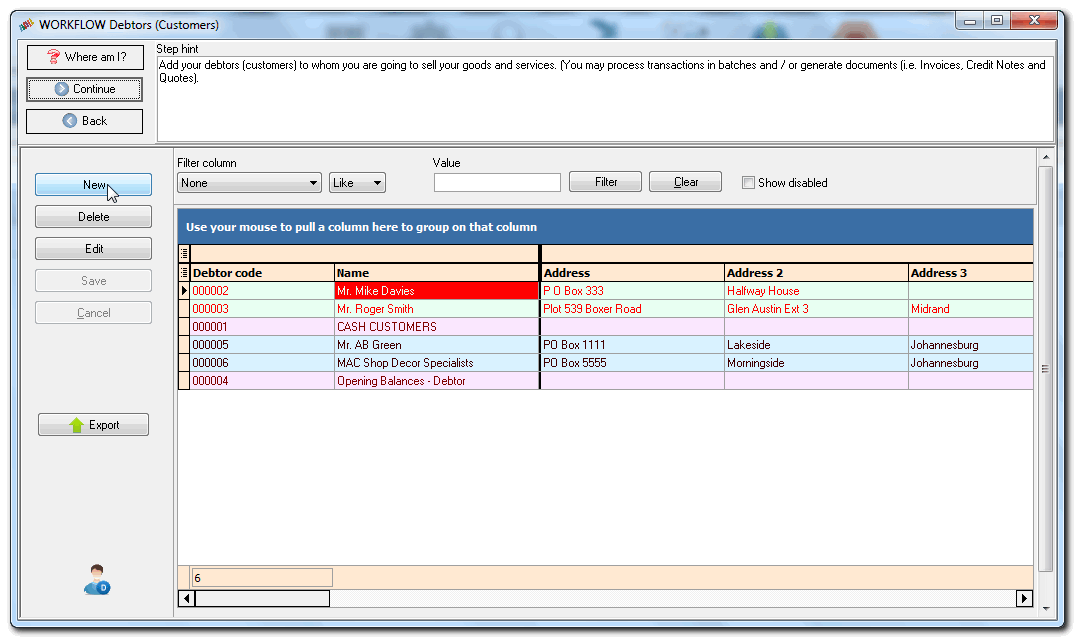 WORKFLOW Debtors (Customers)
Where am I?
Continue
Back
Step hint
Add your debtors (customers) to whom you are going to sell your goods and services. (You may process transactions in batches and / or generate documents (i.e. Invoices, Credit Notes and
Quotes).
New
Delete
Edit
Save
Cancel
Export
Filter column
Value
None
Like
Filter
Clear
Show disabled
Use your mouse to pull a column here to group on that column
Debtor code Name Address Address 2 Address 3
000002 Mr. Mike Davies P O Box 333 Halfway House
000003 Mr. Roger Smith Plot 539 Boxer Road Glen Austin Ext 3 Midrand
000001 CASH CUSTOMERS
000005 Mr. AB Green PO Box 1111 Lakeside Johannesburg
000006 MAC Shop Decor Specialists PO Box 5555 Morningside Johannesburg
000004 Opening Balances - Debtor
6
D